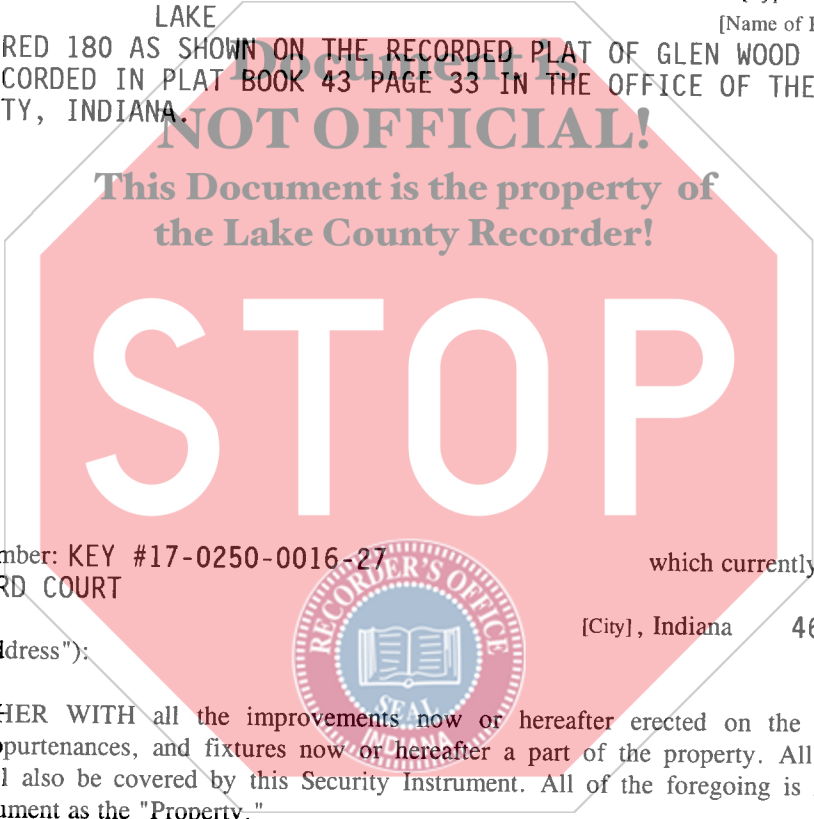 LAKE
[Name of
RED 180 AS SHOWN ON THE RECORDED PLAT OF GLEN WOOD
Document is
CORDED IN PLAT BOOK 43 PAGE 33 IN THE OFFICE OF THE
TY, INDIANA.
NOT OFFICIAL!
This Document is the property of
the Lake County Recorder!
STOP
mber: KEY #17-0250-0016-27 which currently
RD COURT
RECORDER'S OFFICE
[City], Indiana 46
ddress"):
SEAL
INDIANA
HER WITH all the improvements now or hereafter erected on the
ppurtenances, and fixtures now or hereafter a part of the property. All
l also be covered by this Security Instrument. All of the foregoing is
ument as the "Property."